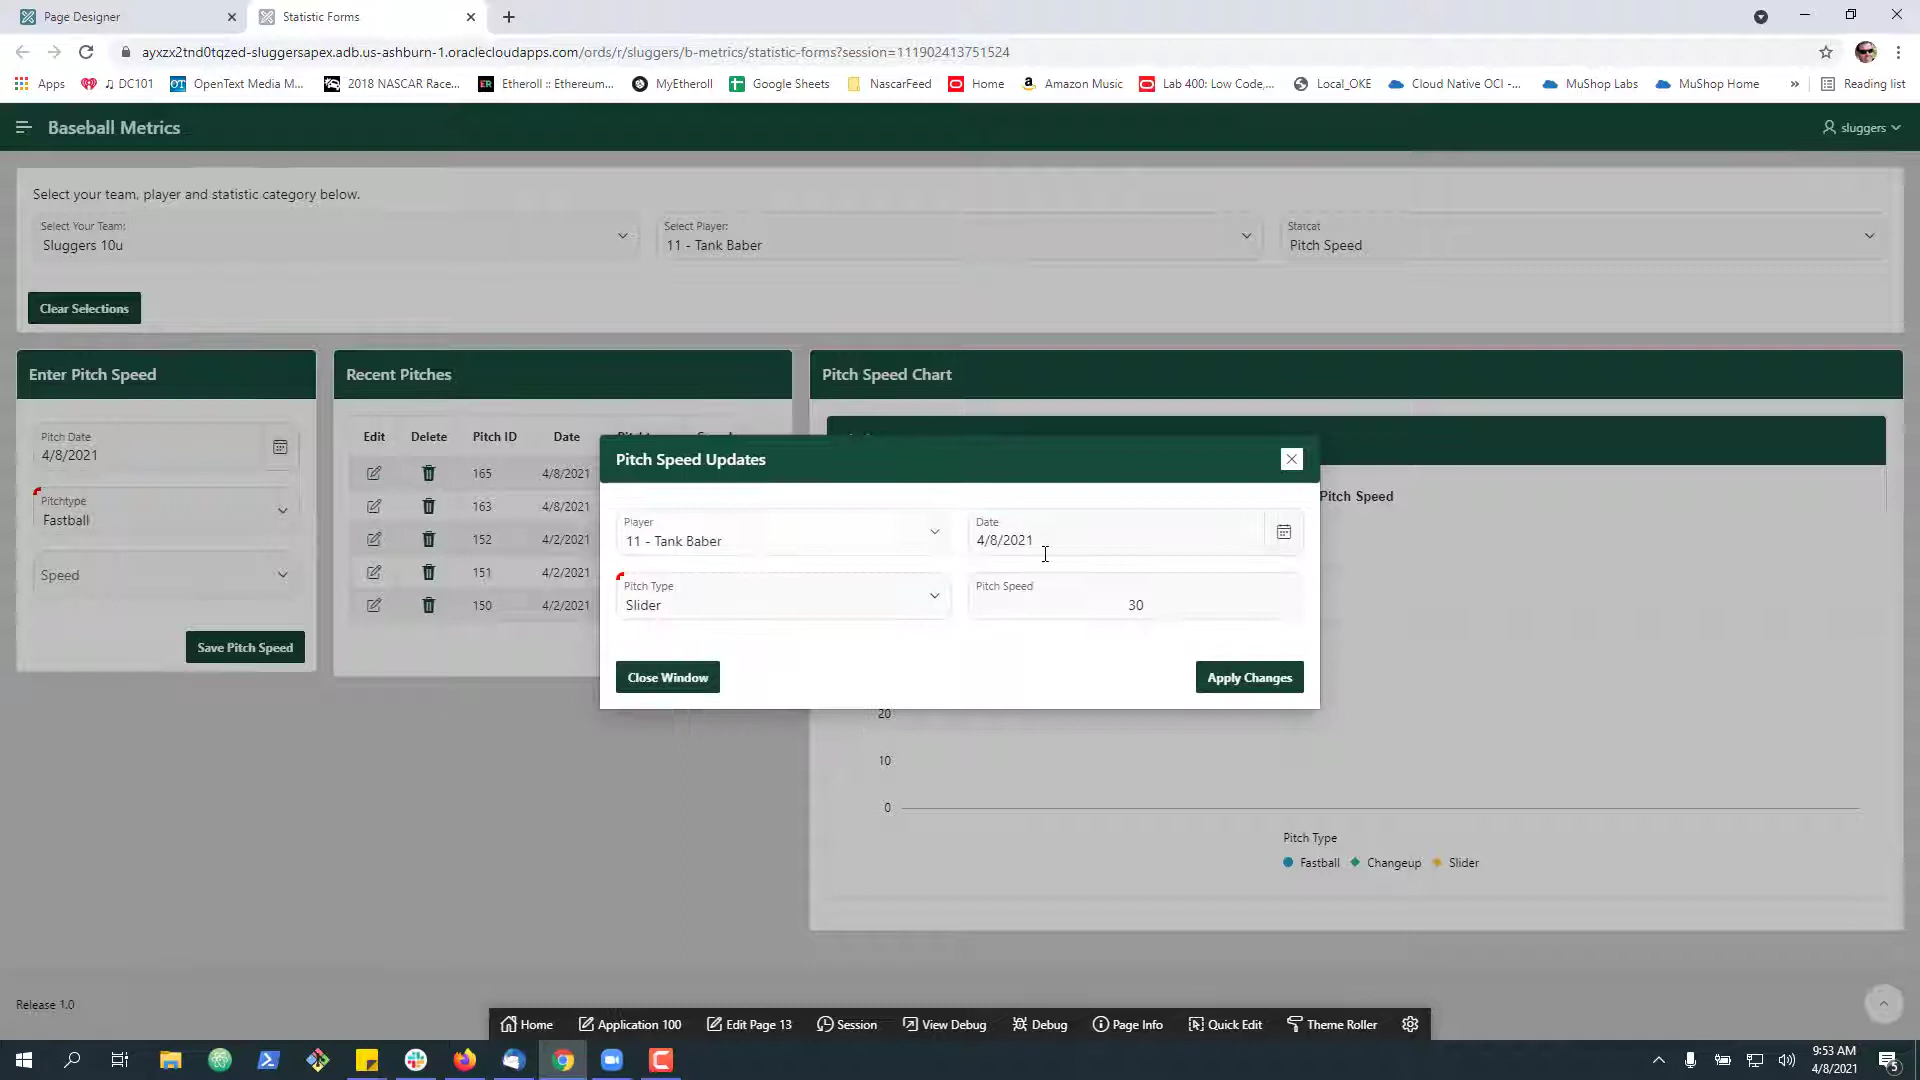 Page Designer
Statistic Forms
ayxzx2tnd0tqzed-sluggersapex.adb.us-ashburn-1.oraclecloudapps.com/ords/r/sluggers/b-metrics/statistic-forms?session=111902413751524
Apps
♫ DC101
OpenText Media M...
2018 NASCAR Race...
Etheroll :: Ethereum...
MyEtheroll
Google Sheets
NascarFeed
Home
Amazon Music
Lab 400: Low Code,...
Local_OKE
Cloud Native OCI -...
MuShop Labs
MuShop Home
Reading list
Baseball Metrics
sluggers
Select your team, player and statistic category below.
Select Your Team:
Sluggers 10u
Select Player:
11 - Tank Baber
Statcat
Pitch Speed
Clear Selections
Enter Pitch Speed
Recent Pitches
Pitch Speed Chart
Pitch Date
4/8/2021
Pitchtype
Fastball
Speed
Save Pitch Speed
Edit Delete Pitch ID Date
165 4/8/2021
163 4/8/2021
152 4/2/2021
151 4/2/2021
150 4/2/2021
Pitch Speed Updates
Player
11 - Tank Baber
Date
4/8/2021
Pitch Type
Slider
Pitch Speed
30
Close Window
Apply Changes
Pitch Speed
20
10
0
Pitch Type
Fastball Changeup Slider
Release 1.0
Home
Application 100
Edit Page 13
Session
View Debug
Debug
Page Info
Quick Edit
Theme Roller
9:53 AM
4/8/2021
5